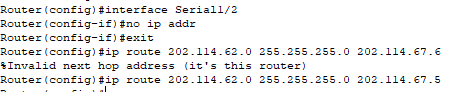 Router(config)#interface Serial1/2
Router(config-if)#no ip addr
Router(config-if)#exit
Router(config)#ip route 202.114.62.0 255.255.255.0 202.114.67.6
%Invalid next hop address (it's this router)
Router(config)#ip route 202.114.62.0 255.255.255.0 202.114.67.5